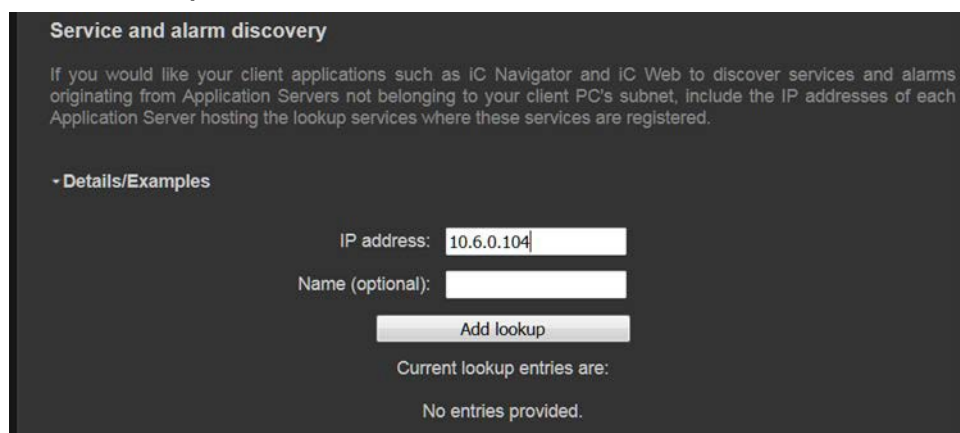 Service and alarm discovery
If you would like your client applications such as iC Navigator and iC Web to discover services and alarms
originating from Application Servers not belonging to your client PC's subnet, include the IP addresses of each
Application Server hosting the lookup services where these services are registered.
Details/Examples
IP address: 10.6.0.104
Name (optional):
Add lookup
Current lookup entries are:
No entries provided.